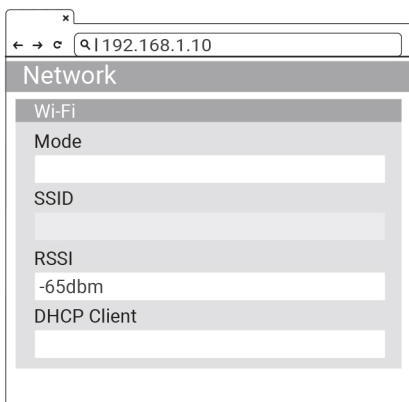 192.168.1.10
Network
Wi-Fi
Mode
SSID
RSSI
-65dbm
DHCP Client